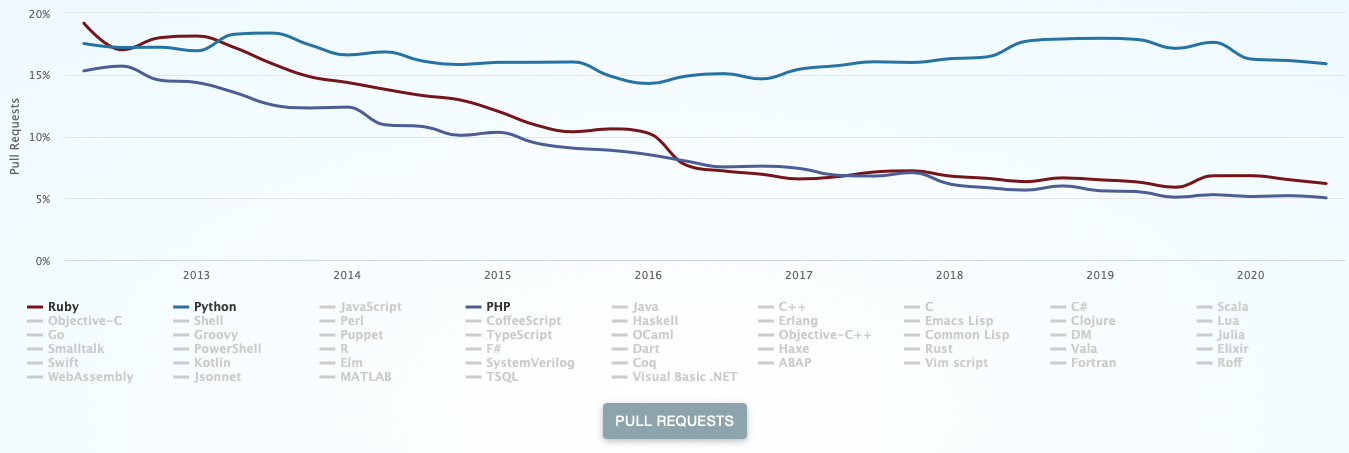 20%
15%
10%
5%
0%
Pull Requests
2013 2014 2015 2016 2017 2018 2019 2020
Ruby Python JavaScript PHP Java C++ C C# Scala
Objective-C Shell Perl CoffeeScript Haskell Erlang Emacs Lisp Clojure Lua
Go Groovy Puppet TypeScript OCaml Objective-C++ Common Lisp DM Julia
Smalltalk PowerShell R F# Dart Haxe Rust Vala Elixir
Swift Kotlin Elm SystemVerilog Coq ABAP Vim script Fortran Roff
WebAssembly Jsonnet MATLAB TSQL Visual Basic .NET
PULL REQUESTS